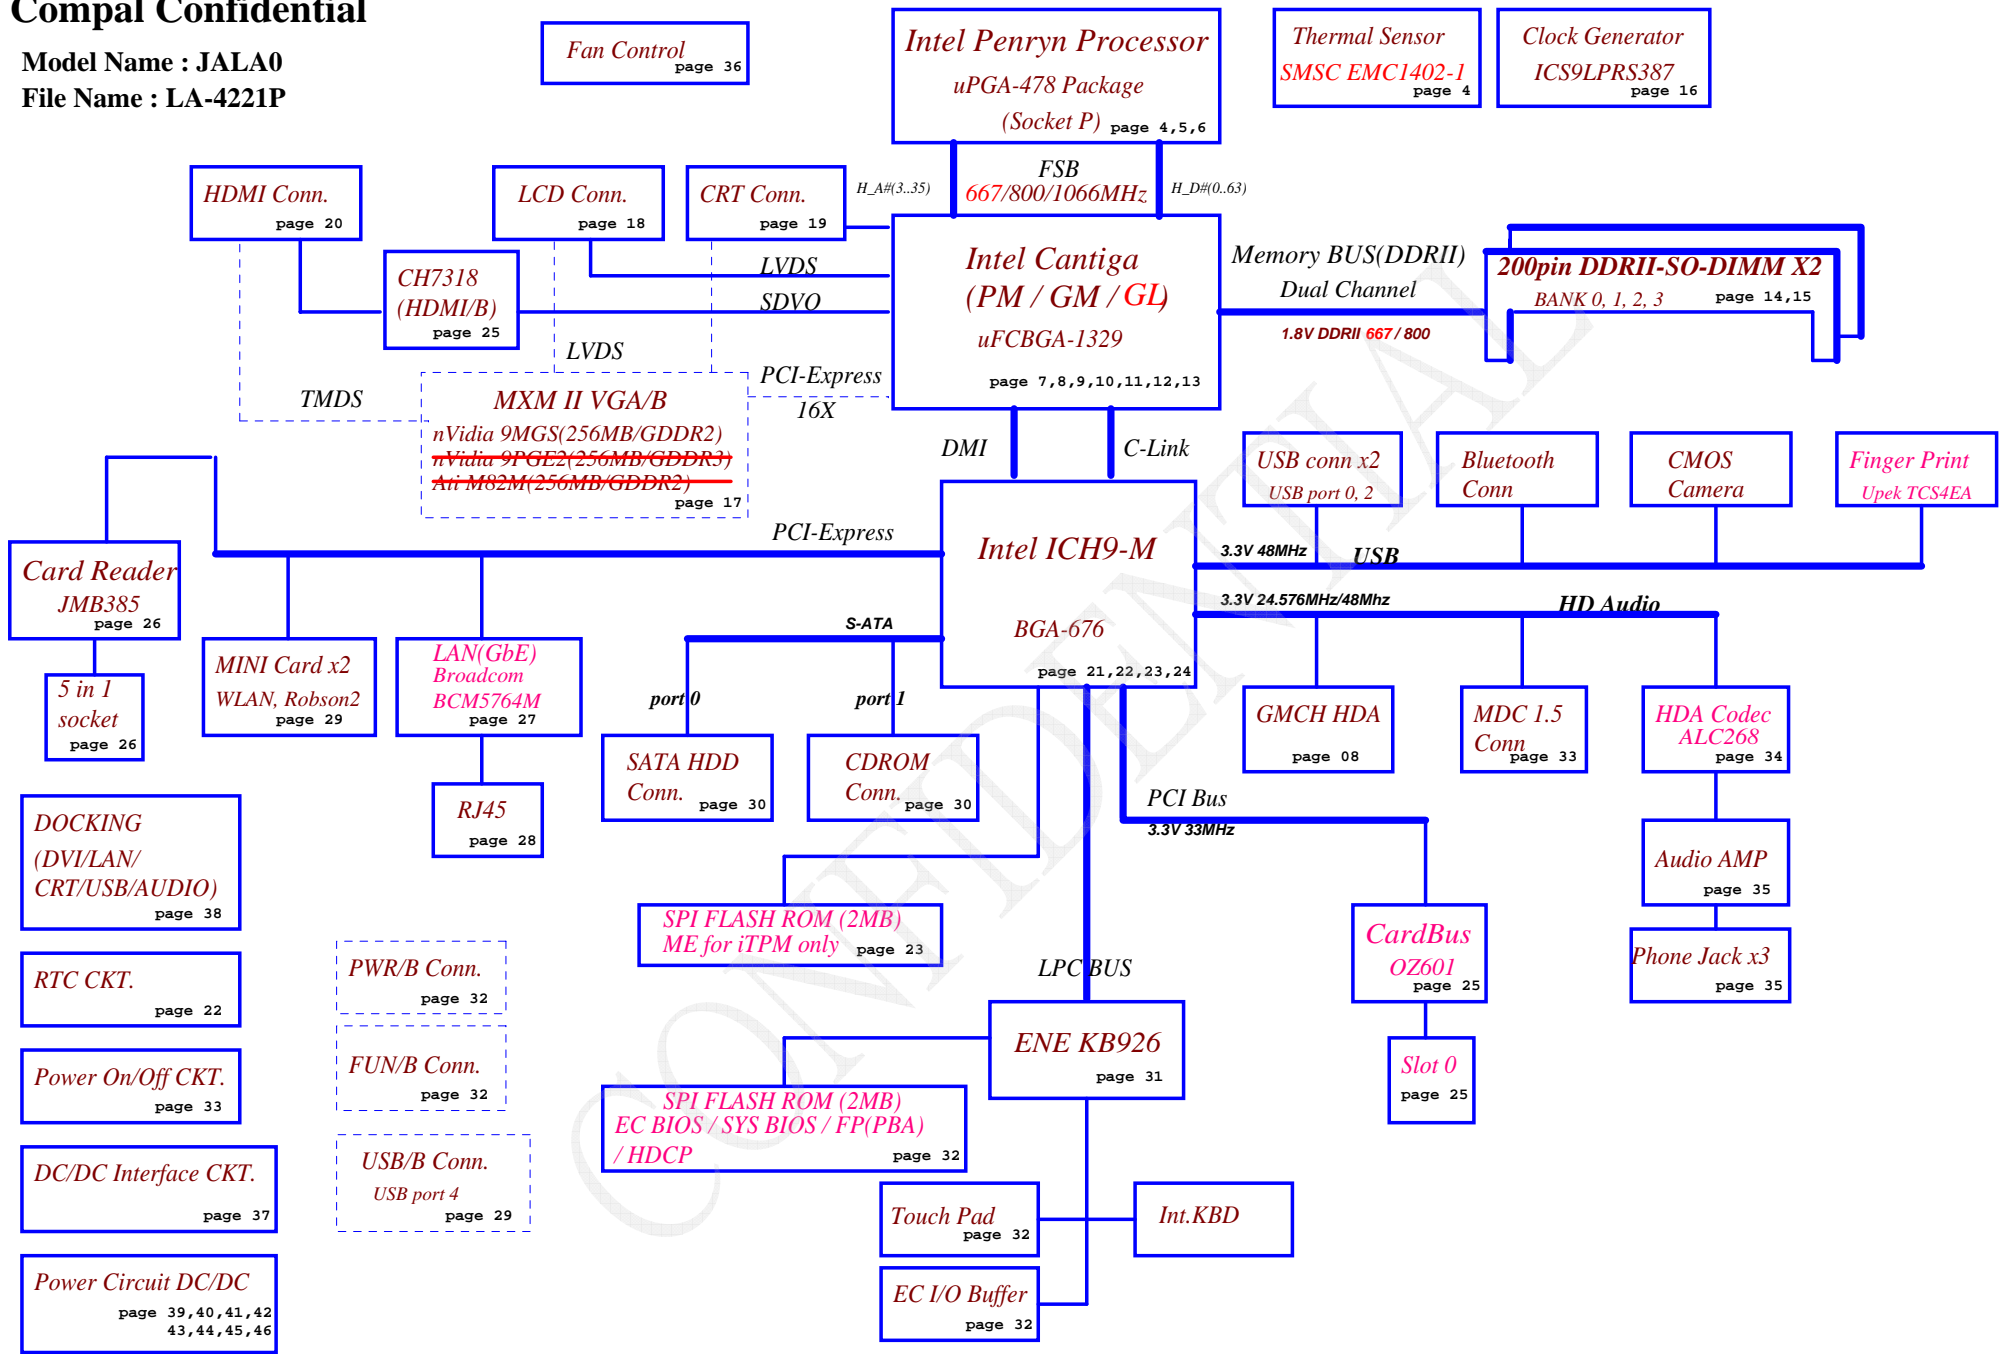 Compal Confidential
Model Name : JALA0
File Name : LA-4221P
Fan Control
page 36
Intel Penryn Processor
uPGA-478 Package
(Socket P) page 4,5,6
Thermal Sensor
SMSC EMC1402-1
page 4
Clock Generator
ICS9LPRS387
page 16
HDMI Conn.
page 20
LCD Conn.
page 18
CRT Conn.
page 19
H_A#(3..35)
FSB
667/800/1066MHz
H_D#(0..63)
CH7318
(HDMI/B)
page 25
LVDS
SDVO
Intel Cantiga
(PM / GM / GL)
uFCBGA-1329
page 7,8,9,10,11,12,13
Memory BUS(DDRII)
Dual Channel
1.8V DDRII 667 / 800
200pin DDRII-SO-DIMM X2
BANK 0, 1, 2, 3
page 14,15
LVDS
TMDS
PCI-Express
16X
MXM II VGA/B
nVidia 9MGS(256MB/GDDR2)
nVidia 9PGE2(256MB/GDDR3)
Ati M82M(256MB/GDDR2)
page 17
DMI
C-Link
USB conn x2
USB port 0, 2
Bluetooth
Conn
CMOS
Camera
Finger Print
Upek TCS4EA
PCI-Express
Intel ICH9-M
BGA-676
page 21,22,23,24
3.3V 48MHz
USB
3.3V 24.576MHz/48Mhz
HD Audio
Card Reader
JMB385
page 26
5 in 1
socket
page 26
MINI Card x2
WLAN, Robson2
page 29
LAN(GbE)
Broadcom
BCM5764M
page 27
RJ45
page 28
S-ATA
port 0
port 1
SATA HDD
Conn.
page 30
CDROM
Conn.
page 30
GMCH HDA
page 08
MDC 1.5
Conn
page 33
HDA Codec
ALC268
page 34
Audio AMP
page 35
Phone Jack x3
page 35
PCI Bus
3.3V 33MHz
CardBus
OZ601
page 25
Slot 0
page 25
SPI FLASH ROM (2MB)
ME for iTPM only
page 23
LPC BUS
ENE KB926
page 31
SPI FLASH ROM (2MB)
EC BIOS / SYS BIOS / FP(PBA)
/ HDCP
page 32
Touch Pad
page 32
Int.KBD
EC I/O Buffer
page 32
DOCKING
(DVI/LAN/
CRT/USB/AUDIO)
page 38
RTC CKT.
page 22
Power On/Off CKT.
page 33
DC/DC Interface CKT.
page 37
Power Circuit DC/DC
page 39,40,41,42
43,44,45,46
PWR/B Conn.
page 32
FUN/B Conn.
page 32
USB/B Conn.
USB port 4
page 29
CONFIDENTIAL